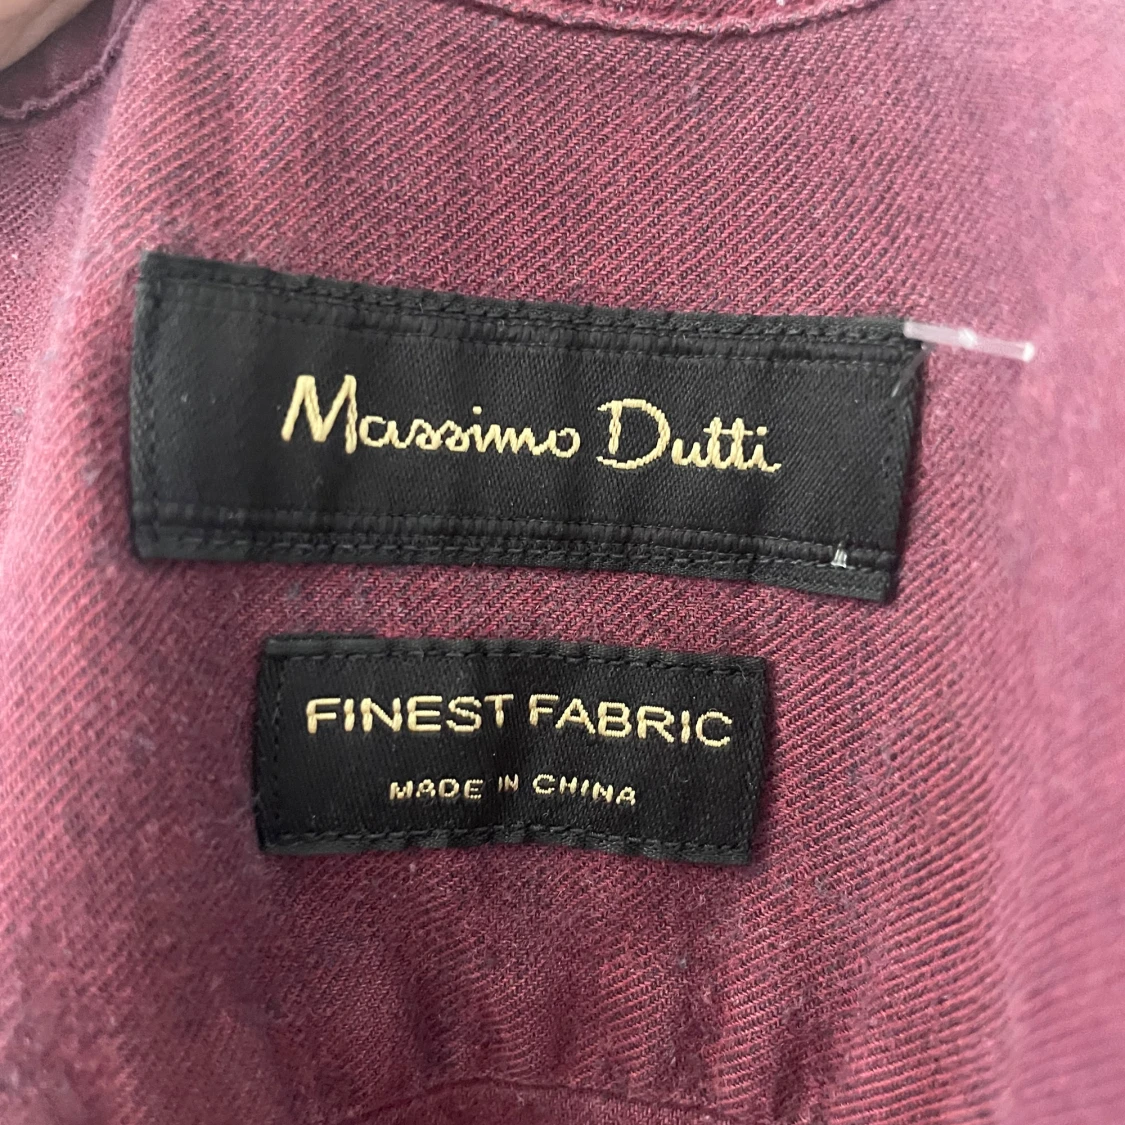 Massimo Dutti
FINEST FABRIC
MADE IN CHINA